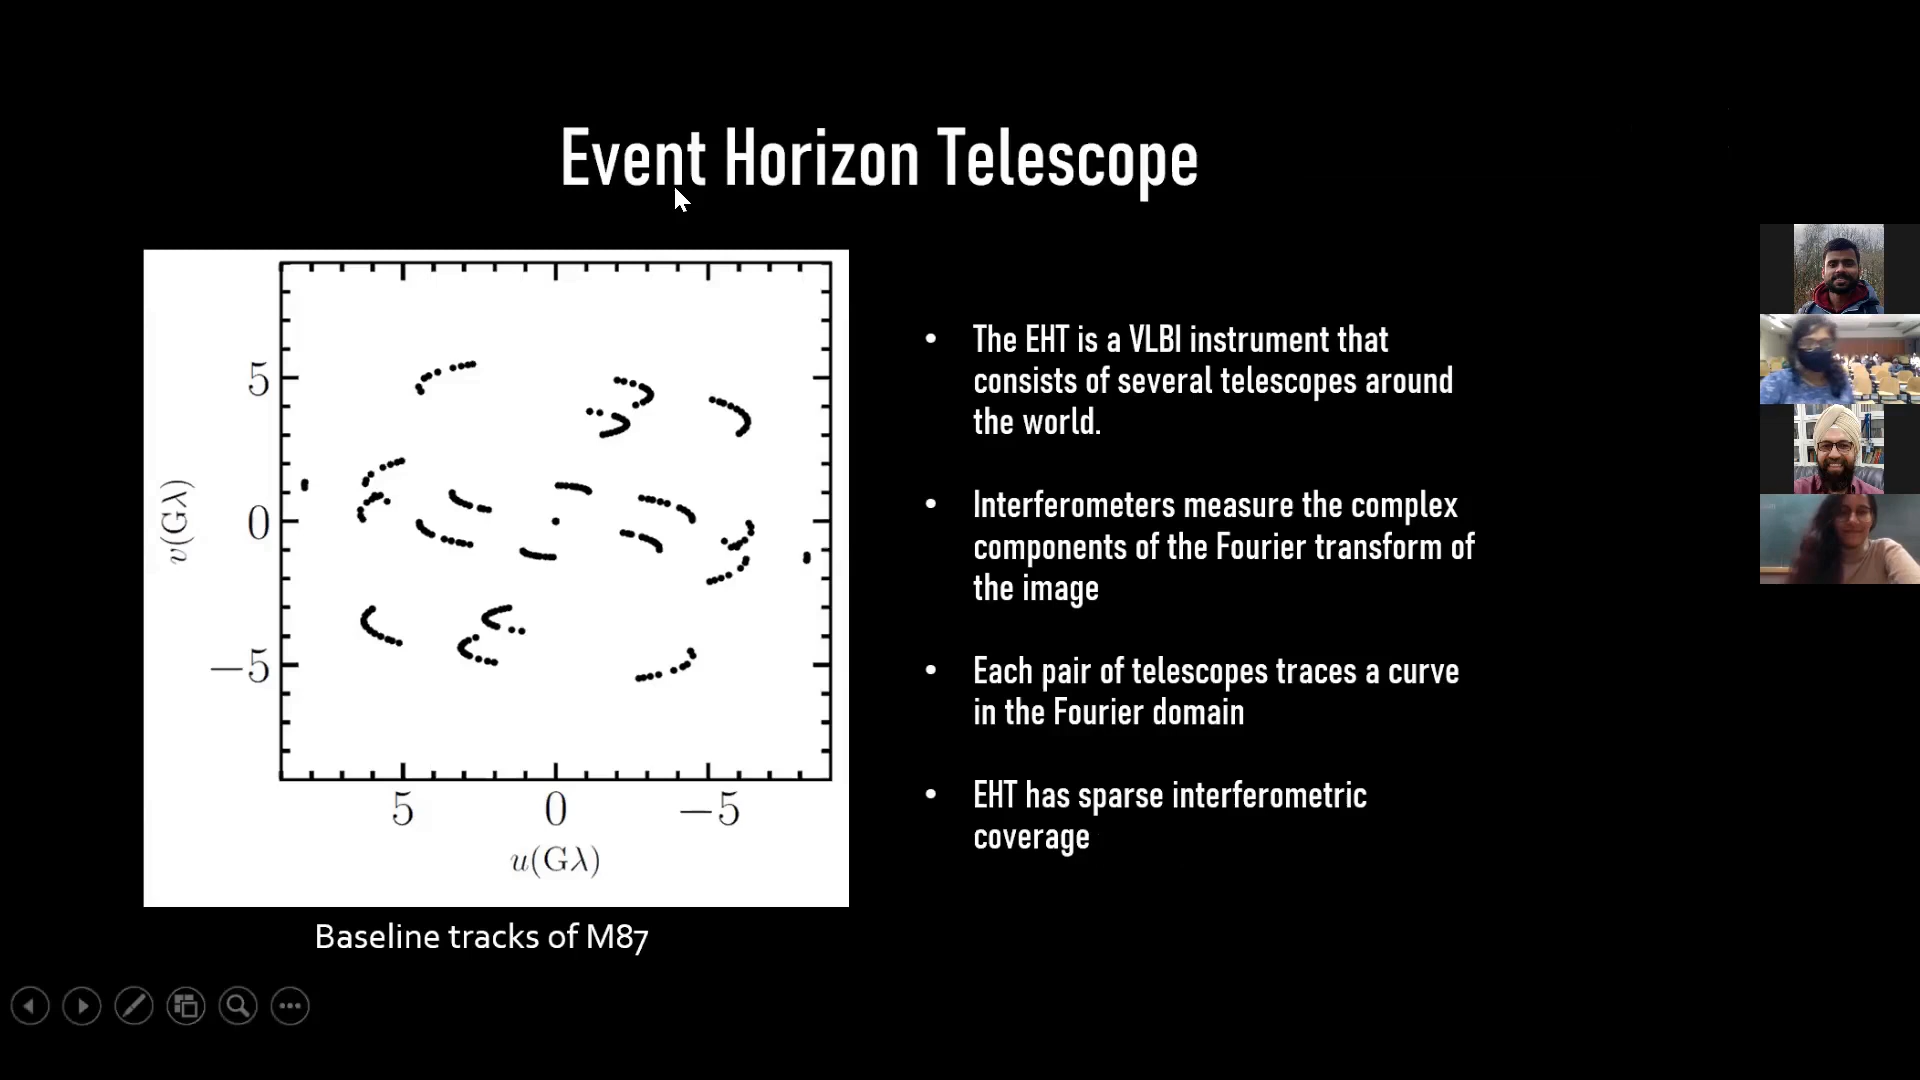 Event Horizon Telescope
5
0
−5
v(Gλ)
5
0
−5
u(Gλ)
Baseline tracks of M87
• The EHT is a VLBI instrument that
consists of several telescopes around
the world.
• Interferometers measure the complex
components of the Fourier transform of
the image
• Each pair of telescopes traces a curve
in the Fourier domain
• EHT has sparse interferometric
coverage